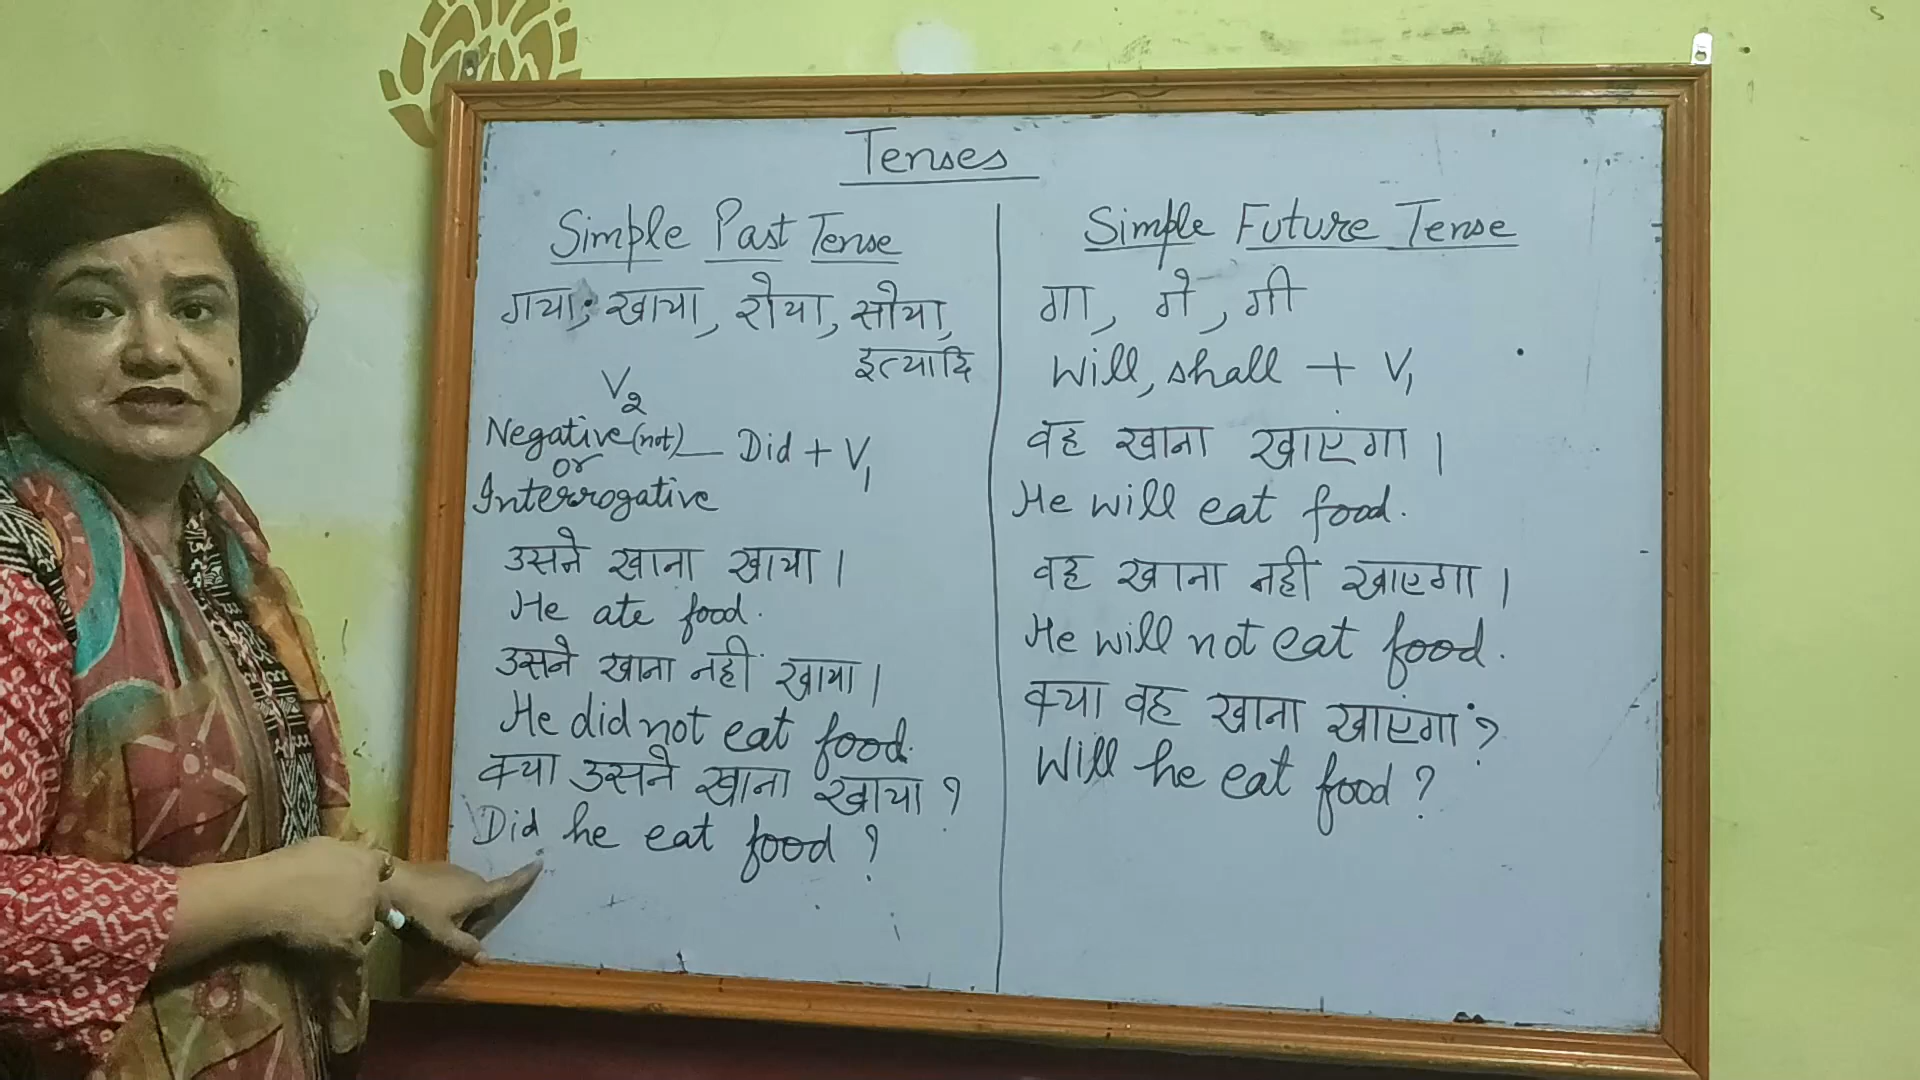 Tenses
Simple Past Tense
गया, खाया, रोया, सोया,
इत्यादि
V2
Negative (not) — Did + V1
or
Interrogative
उसने खाना खाया।
He ate food.
उसने खाना नहीं खाया।
He did not eat food.
क्या उसने खाना खाया ?
Did he eat food ?
Simple Future Tense
गा, गे, गी
Will, shall + V1
वह खाना खाएंगा।
He will eat food.
वह खाना नहीं खाएगा।
He will not eat food.
क्या वह खाना खाएंगा ?
Will he eat food ?